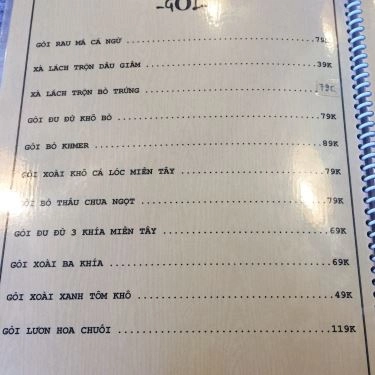 -GỎI-
GỎI RAU MÁ CÁ NGỪ 79K
XÀ LÁCH TRỘN DẦU GIẤM 39K
XÀ LÁCH TRỘN BÒ TRỨNG 79K
GỎI ĐU ĐỦ KHÔ BÒ 79K
GỎI BÒ KHMER 89K
GỎI XOÀI KHÔ CÁ LÓC MIỀN TÂY 79K
GỎI BÒ THẤU CHUA NGỌT 79K
GỎI ĐU ĐỦ 3 KHÍA MIỀN TÂY 69K
GỎI XOÀI BA KHÍA 69K
GỎI XOÀI XANH TÔM KHÔ 49K
GỎI LƯƠN HOA CHUỐI 119K